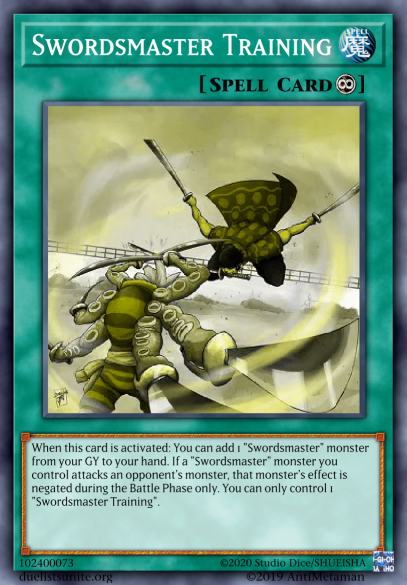 Swordsmaster Training
SPELL
魔
[Spell Card]
When this card is activated: You can add 1 "Swordsmaster" monster
from your GY to your hand. If a "Swordsmaster" monster you
control attacks an opponent's monster, that monster's effect is
negated during the Battle Phase only. You can only control 1
"Swordsmaster Training".
102400073
©2020 Studio Dice/SHUEISHA
duelistsunite.org
©2019 AntiMetaman